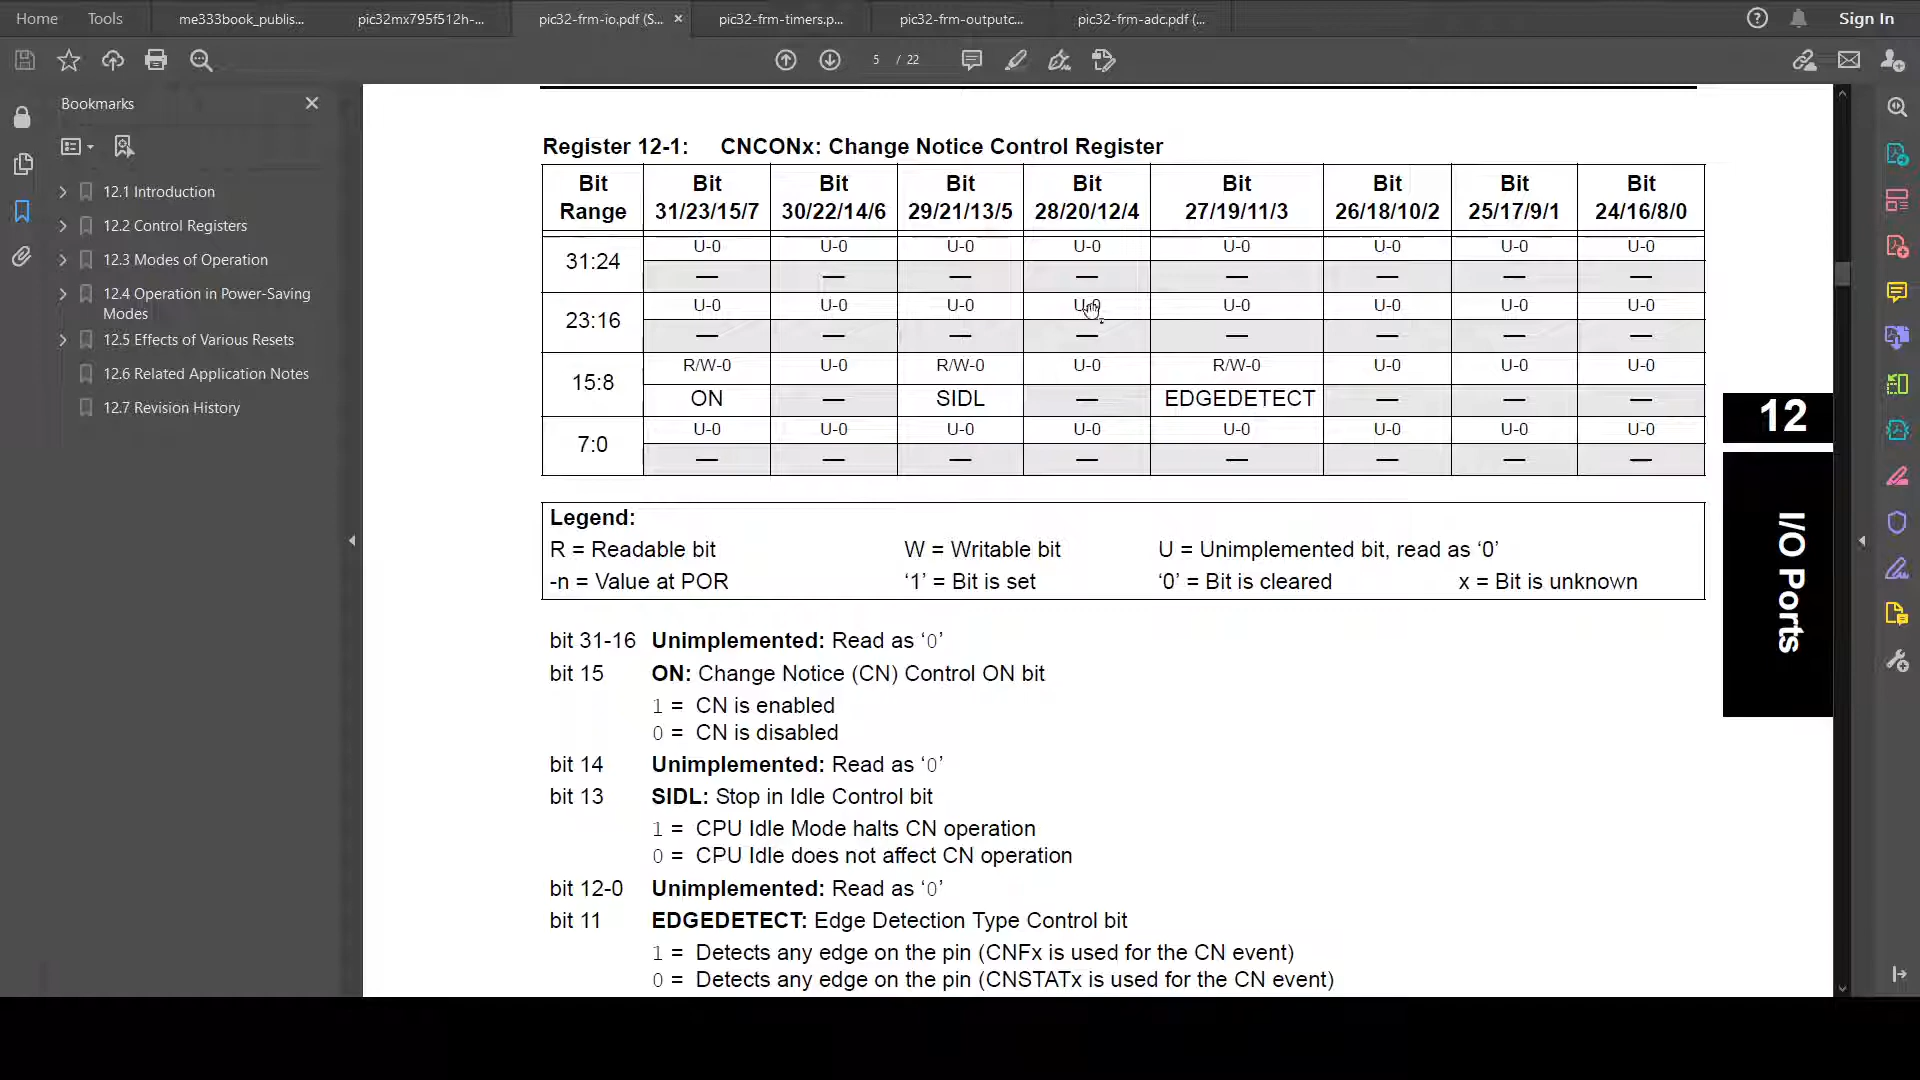 Home Tools me333book_publis... pic32mx795f512h-... pic32-frm-io.pdf (S... × pic32-frm-timers.p... pic32-frm-outputc... pic32-frm-adc.pdf (... Sign In
5 / 22
Bookmarks
12.1 Introduction
12.2 Control Registers
12.3 Modes of Operation
12.4 Operation in Power-Saving
Modes
12.5 Effects of Various Resets
12.6 Related Application Notes
12.7 Revision History
Register 12-1: CNCONx: Change Notice Control Register
Bit Bit Bit Bit Bit Bit Bit Bit Bit
Range 31/23/15/7 30/22/14/6 29/21/13/5 28/20/12/4 27/19/11/3 26/18/10/2 25/17/9/1 24/16/8/0
31:24 U-0 U-0 U-0 U-0 U-0 U-0 U-0 U-0
— — — — — — — —
23:16 U-0 U-0 U-0 U-0 U-0 U-0 U-0 U-0
— — — — — — — —
15:8 R/W-0 U-0 R/W-0 U-0 R/W-0 U-0 U-0 U-0
ON — SIDL — EDGEDETECT — — —
7:0 U-0 U-0 U-0 U-0 U-0 U-0 U-0 U-0
— — — — — — — —
Legend:
R = Readable bit W = Writable bit U = Unimplemented bit, read as ‘0’
-n = Value at POR ‘1’ = Bit is set ‘0’ = Bit is cleared x = Bit is unknown
bit 31-16 Unimplemented: Read as ‘0’
bit 15 ON: Change Notice (CN) Control ON bit
1 = CN is enabled
0 = CN is disabled
bit 14 Unimplemented: Read as ‘0’
bit 13 SIDL: Stop in Idle Control bit
1 = CPU Idle Mode halts CN operation
0 = CPU Idle does not affect CN operation
bit 12-0 Unimplemented: Read as ‘0’
bit 11 EDGEDETECT: Edge Detection Type Control bit
1 = Detects any edge on the pin (CNFx is used for the CN event)
0 = Detects any edge on the pin (CNSTATx is used for the CN event)
12
I/O Ports